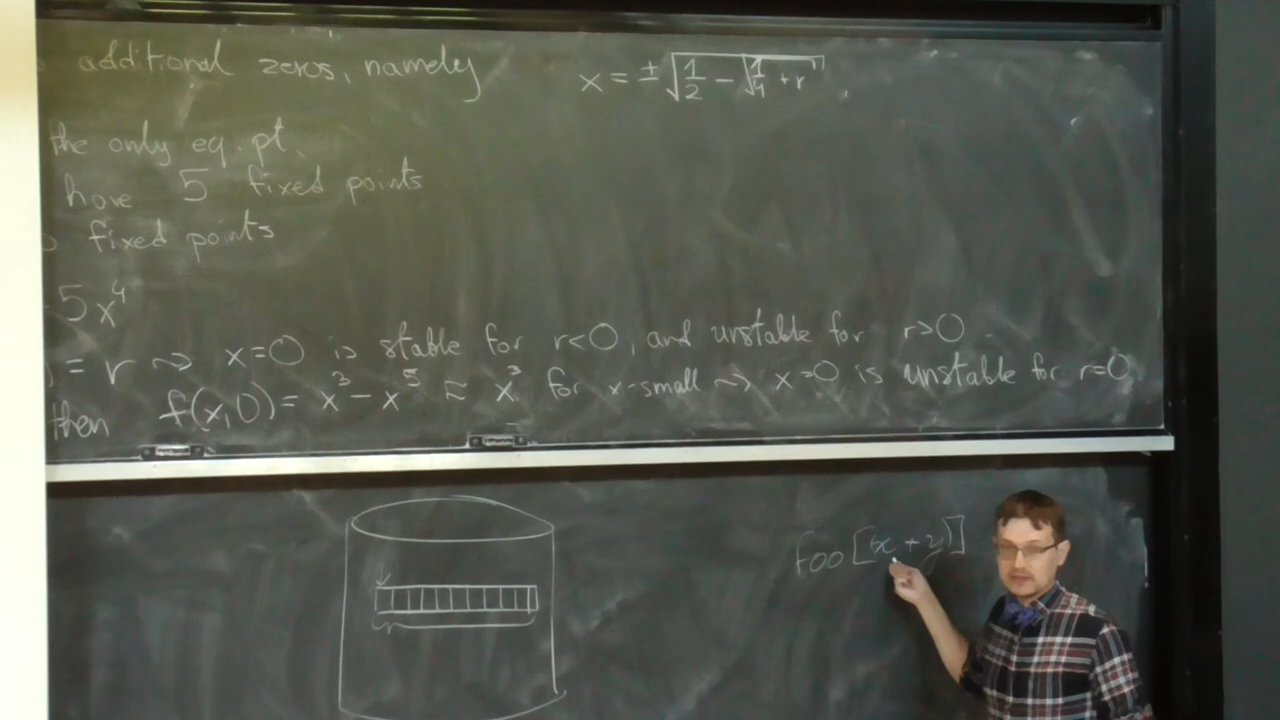 additional zeros, namely x = ± √(1/2 - √(1/4 + r))
the only eq. pt.
have 5 fixed points
fixed points
5x⁴
= r ⇝ x=0 is stable for r<0, and unstable for r>0
then f(x,0) = x³ - x⁵ ≈ x³ for x-small ⇝ x=0 is unstable for r=0
foo[(x+y)]